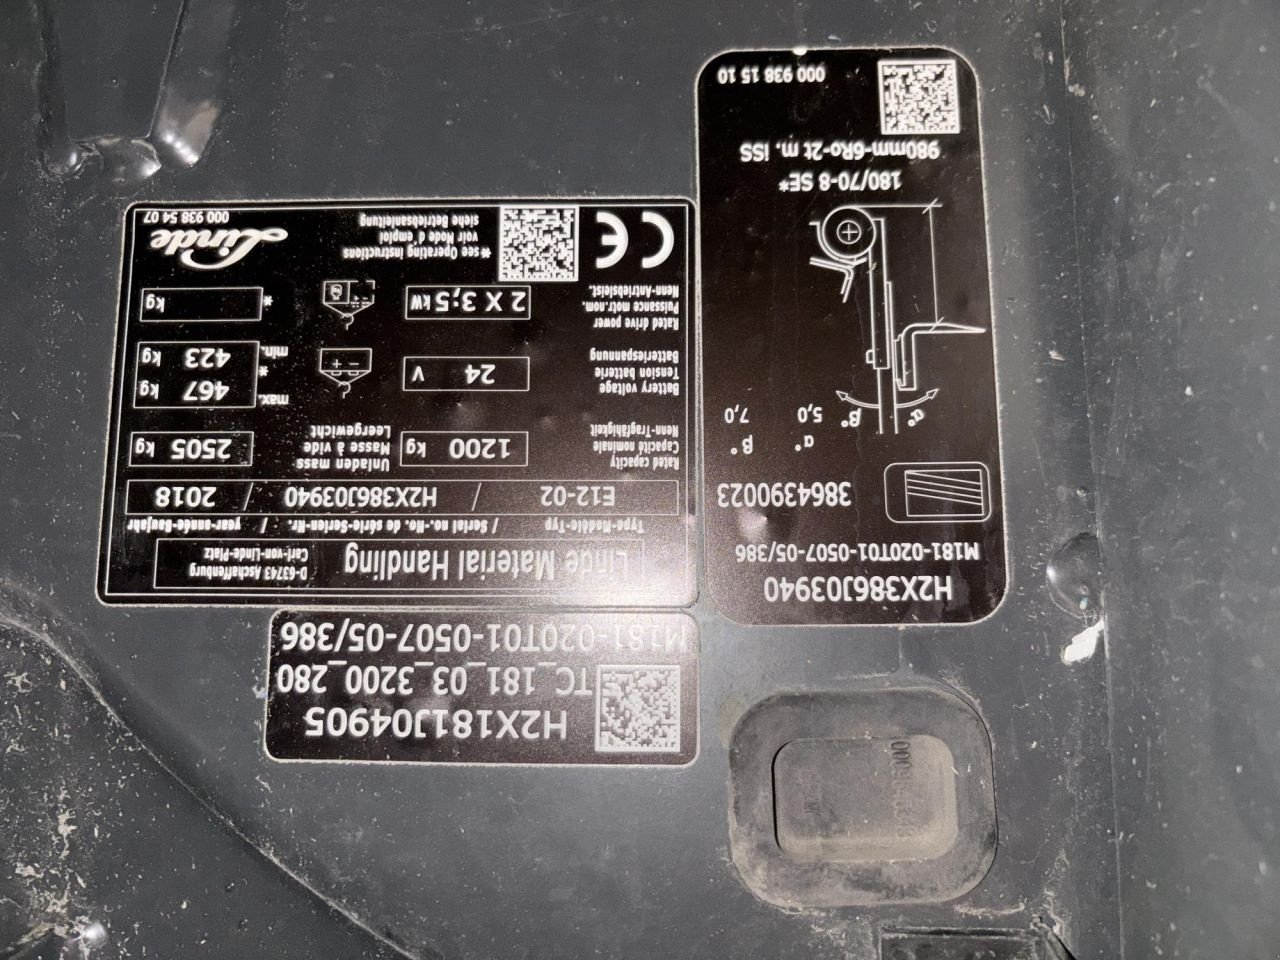 H2X181J04905
TC_181_03_3200_280
M181-020T01-0507-05/386
Linde Material Handling
D-63743 Aschaffenburg
Carl-von-Linde-Platz
Type-Modèle-Typ / Serial no.-No. de série-Serien-Nr. / year-année-Baujahr
E12-02 / H2X386J03940 / 2018
Rated capacity
Capacité nominale
Nenn-Tragfähigkeit
1200 kg
Unladen mass
Masse à vide
Leergewicht
2505 kg
Battery voltage
Tension batterie
Batteriespannung
24 V
max. 467 kg
*
min. 423 kg
Rated drive power
Puissance motr.nom.
Nenn-Antriebsleist.
2 X 3;5 kW
* kg
CE
*see Operating instructions
voir Mode d'emploi
siehe Betriebsanleitung
Linde
000 938 54 07
H2X386J03940
M181-020T01-0507-05/386
3864390023
α° β°
5,0 7,0
α° β°
180/70-8 SE*
980mm-6Ro-2t m. iSS
000 938 15 10